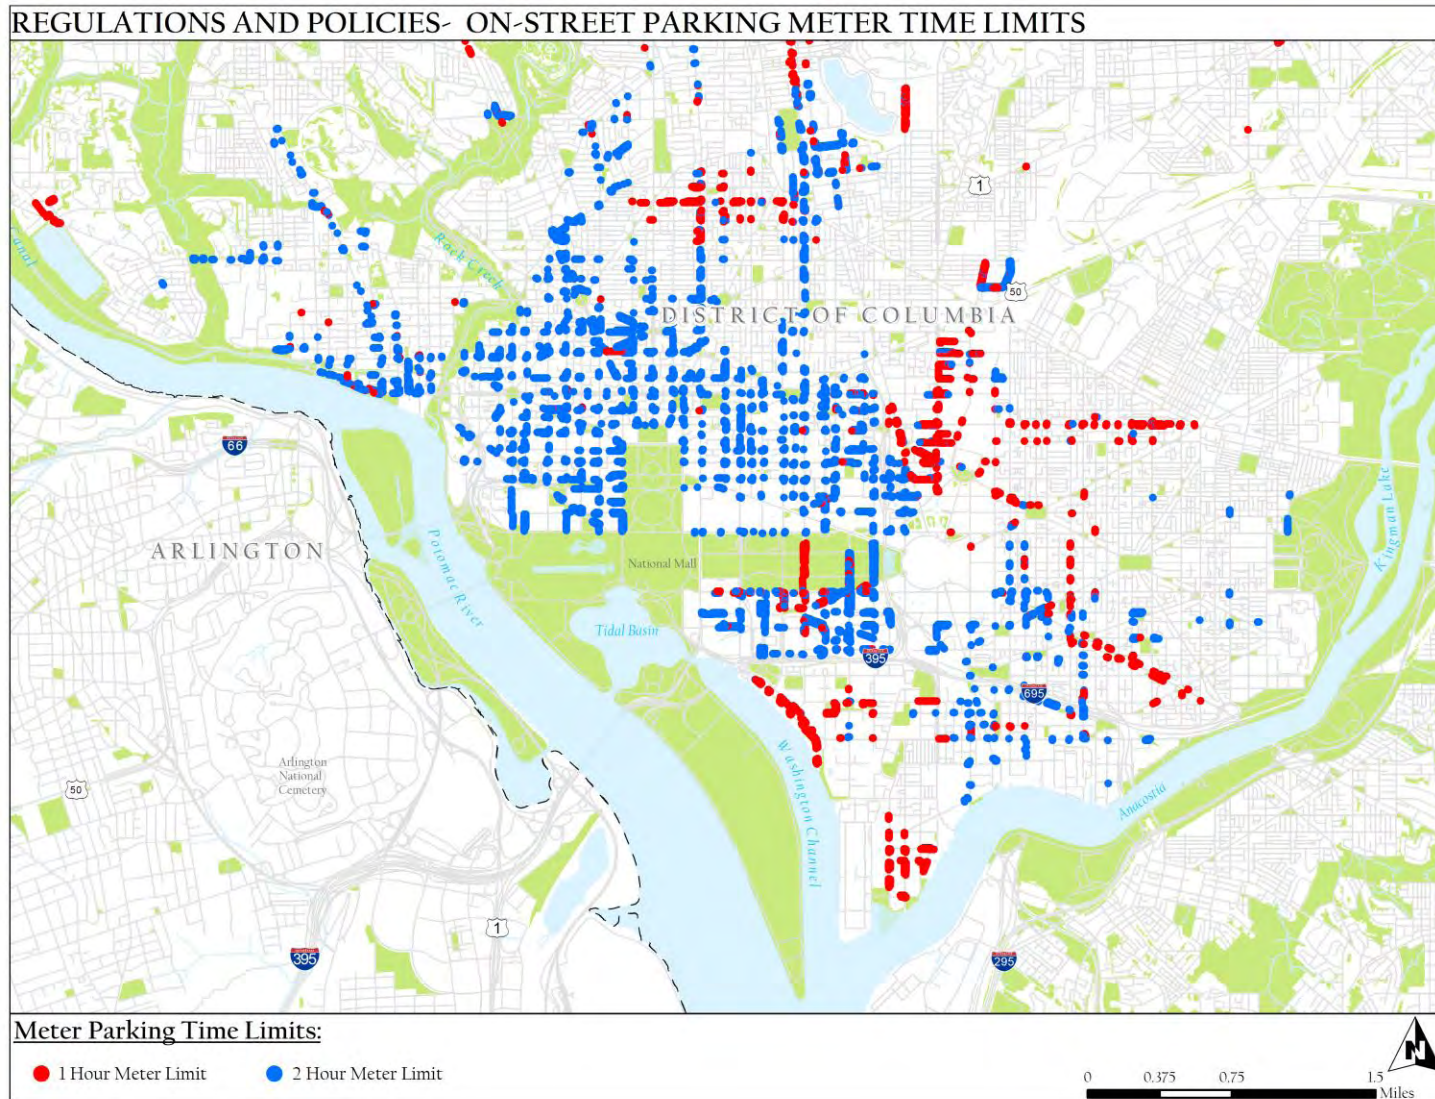 REGULATIONS AND POLICIES- ON-STREET PARKING METER TIME LIMITS
1
Canal
Rock Creek
50
DISTRICT OF COLUMBIA
66
Kingman Lake
ARLINGTON
Potomac River
National Mall
Tidal Basin
395
695
Arlington
National
Cemetery
50
Washington Channel
Anacostia
1
395
295
Meter Parking Time Limits:
1 Hour Meter Limit
2 Hour Meter Limit
N
0 0.375 0.75 1.5
Miles